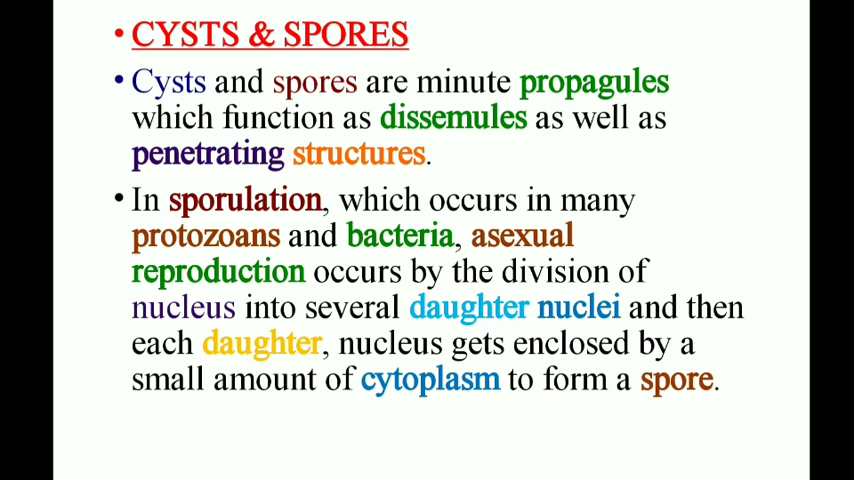 • CYSTS & SPORES
• Cysts and spores are minute propagules
which function as dissemules as well as
penetrating structures.
• In sporulation, which occurs in many
protozoans and bacteria, asexual
reproduction occurs by the division of
nucleus into several daughter nuclei and then
each daughter, nucleus gets enclosed by a
small amount of cytoplasm to form a spore.